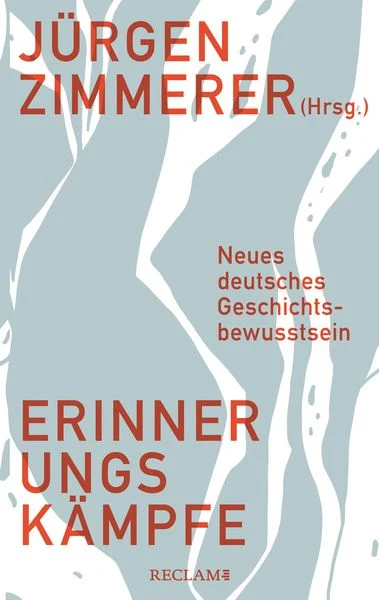 JÜRGEN
ZIMMERER (Hrsg.)
Neues
deutsches
Geschichts-
bewusstsein
ERINNER
UNGS
KÄMPFE
RECLAM